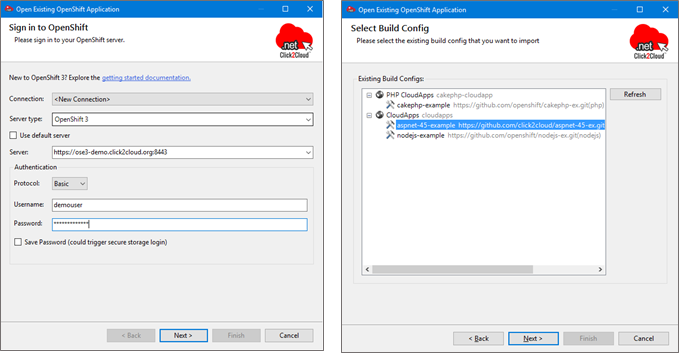 Open Existing OpenShift Application
Sign in to OpenShift
Please sign in to your OpenShift server.
.net
Click2Cloud
New to OpenShift 3? Explore the getting started documentation.
Connection: <New Connection>
Server type: OpenShift 3
Use default server
Server: https://ose3-demo.click2cloud.org:8443
Authentication
Protocol: Basic
Username: demouser
Password: *************
Save Password (could trigger secure storage login)
< Back Next > Finish Cancel
Open Existing OpenShift Application
Select Build Config
Please select the existing build config that you want to import
.net
Click2Cloud
Existing Build Configs:
PHP CloudApps cakephp-cloudapp
cakephp-example https://github.com/openshift/cakephp-ex.git(php)
CloudApps cloudapps
aspnet-45-example https://github.com/click2cloud/aspnet-45-ex.git
nodejs-example https://github.com/openshift/nodejs-ex.git(nodejs)
Refresh
< Back Next > Finish Cancel